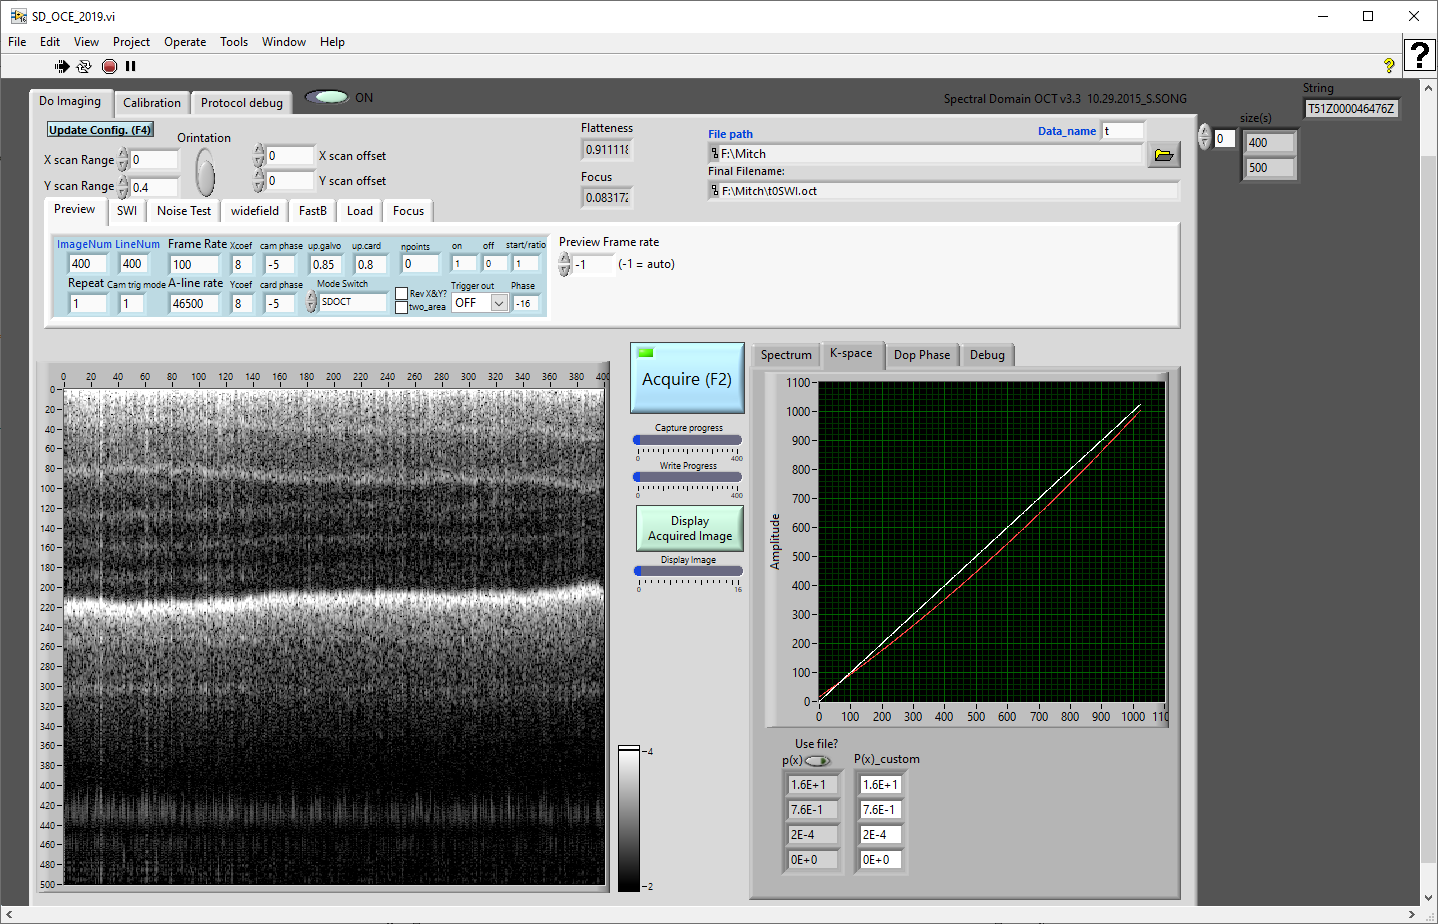 SD_OCE_2019.vi
File Edit View Project Operate Tools Window Help
?
?
Do Imaging Calibration Protocol debug ON
Spectral Domain OCT v3.3 10.29.2015_S.SONG
String
T51Z000046476Z
size(s)
0 400
500
Update Config. (F4)
Orintation
X scan Range 0
Y scan Range 0.4
0 X scan offset
0 Y scan offset
Flatteness
0.911118
Focus
0.083172
File path Data_name t
F:\Mitch
Final Filename:
F:\Mitch\t0SWI.oct
Preview SWI Noise Test widefield FastB Load Focus
ImageNum LineNum Frame Rate Xcoef cam phase up.galvo up.card npoints on off start/ratio
400 400 100 8 -5 0.85 0.8 0 1 0 1
Repeat Cam trig mode A-line rate Ycoef card phase Mode Switch Rev X&Y? Trigger out Phase
1 1 46500 8 -5 SDOCT two_area OFF -16
Preview Frame rate
-1 (-1 = auto)
0 20 40 60 80 100 120 140 160 180 200 220 240 260 280 300 320 340 360 380 400
0
20
40
60
80
100
120
140
160
180
200
220
240
260
280
300
320
340
360
380
400
420
440
460
480
500
4
2
Acquire (F2)
Capture progress
0 400
Write Progress
0 400
Display
Acquired Image
Display Image
0 16
Spectrum K-space Dop Phase Debug
Amplitude
1100
1000
900
800
700
600
500
400
300
200
100
0
0 100 200 300 400 500 600 700 800 900 1000 110
Use file?
p(x) P(x)_custom
1.6E+1 1.6E+1
7.6E-1 7.6E-1
2E-4 2E-4
0E+0 0E+0